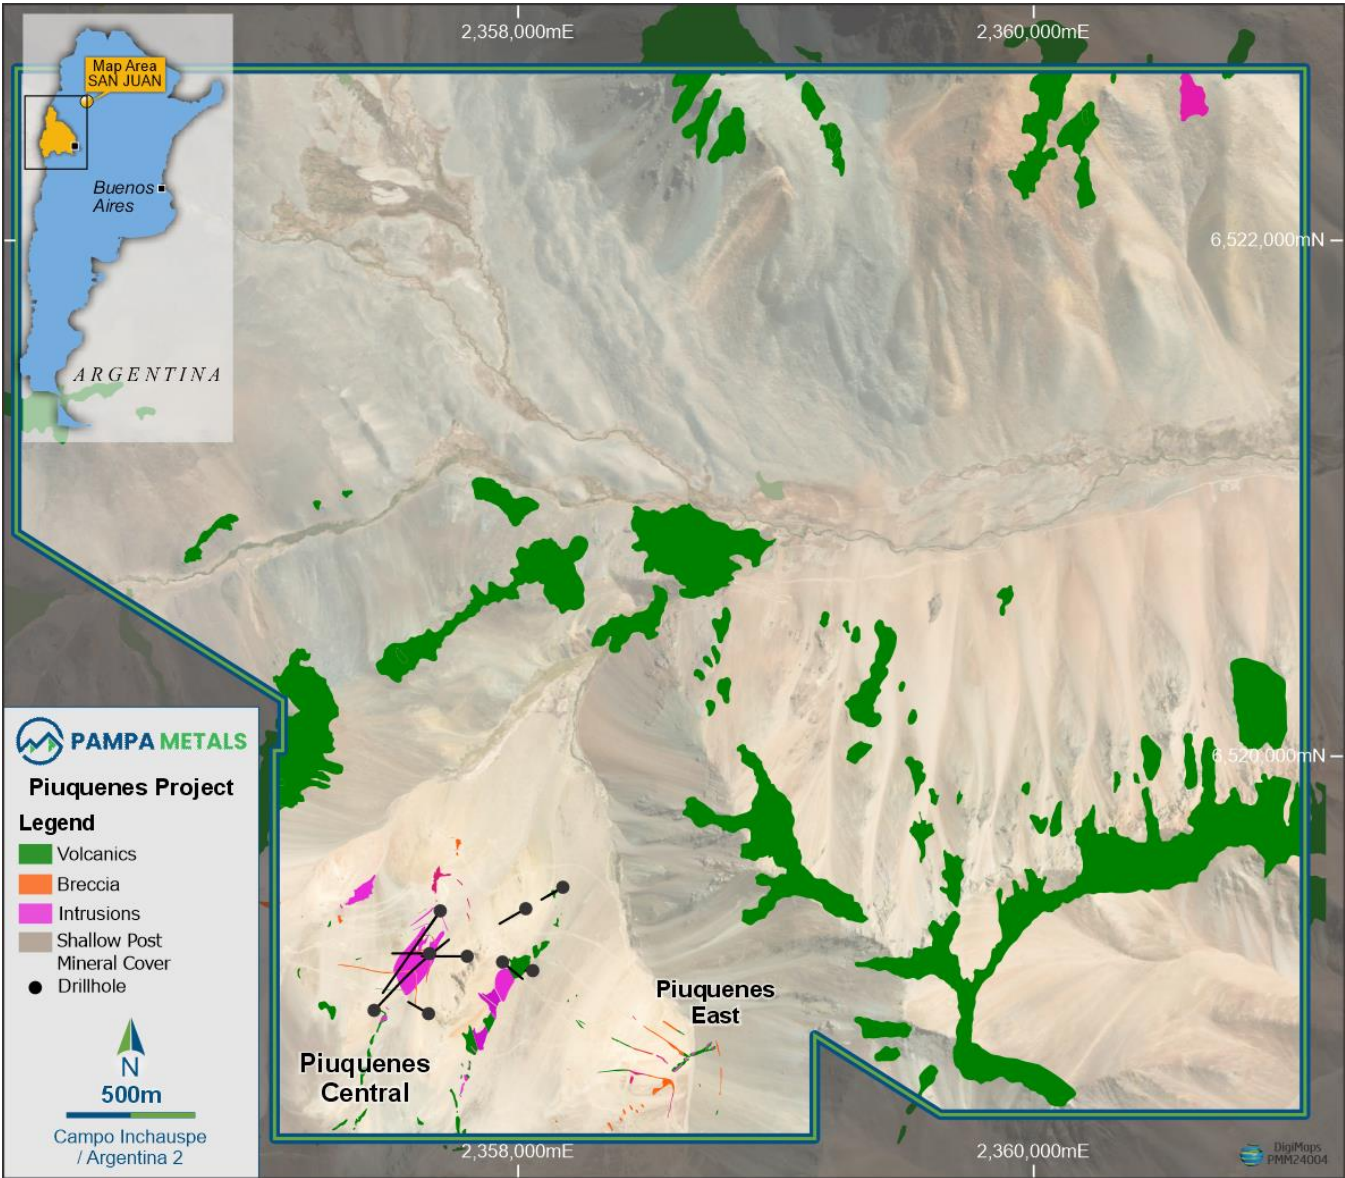 2,358,000mE
2,360,000mE
Map Area
SAN JUAN
Buenos
Aires
6,522,000mN
ARGENTINA
PAMPA METALS
6,520,000mN
Piuquenes Project
Legend
Volcanics
Breccia
Intrusions
Shallow Post
Mineral Cover
Drillhole
Piuquenes
East
N
500m
Piuquenes
Central
Campo Inchauspe
/ Argentina 2
2,358,000mE
2,360,000mE
DigiMaps
PMM24004